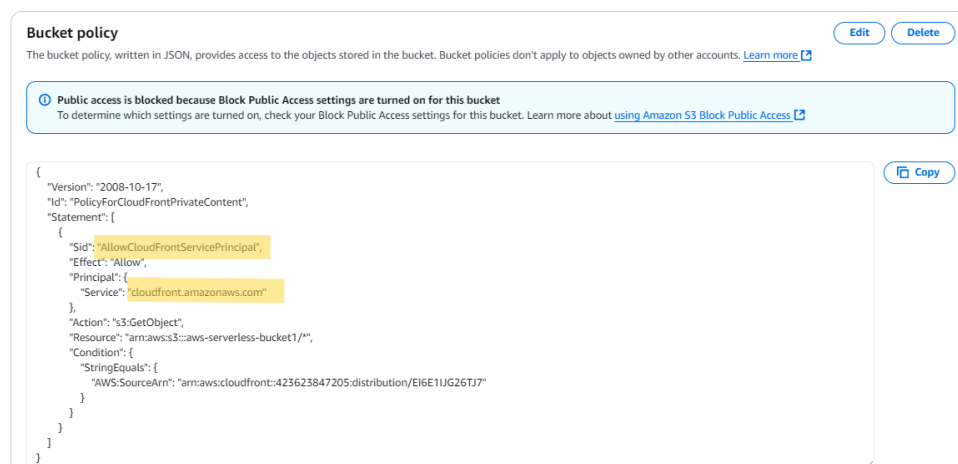 Bucket policy
Edit
Delete
The bucket policy, written in JSON, provides access to the objects stored in the bucket. Bucket policies don't apply to objects owned by other accounts. Learn more
Public access is blocked because Block Public Access settings are turned on for this bucket
To determine which settings are turned on, check your Block Public Access settings for this bucket. Learn more about using Amazon S3 Block Public Access
Copy
{
"Version": "2008-10-17",
"Id": "PolicyForCloudFrontPrivateContent",
"Statement": [
{
"Sid": "AllowCloudFrontServicePrincipal",
"Effect": "Allow",
"Principal": {
"Service": "cloudfront.amazonaws.com"
},
"Action": "s3:GetObject",
"Resource": "arn:aws:s3:::aws-serverless-bucket1/*",
"Condition": {
"StringEquals": {
"AWS:SourceArn": "arn:aws:cloudfront::423623847205:distribution/EI6E1IJG26TJ7"
}
}
}
]
}